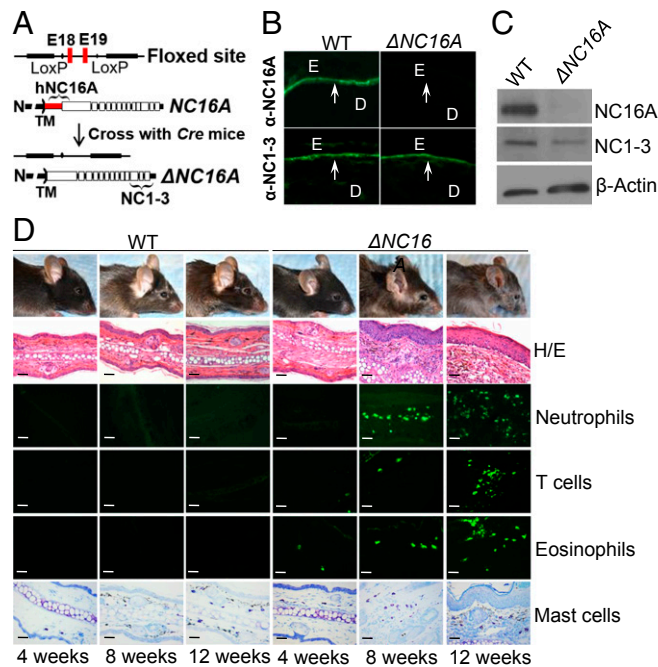 A
E18 E19
LoxP LoxP Floxed site
hNC16A
N NC16A
TM
Cross with Cre mice
N ΔNC16A
TM
NC1-3
B
WT ΔNC16A
α-NC16A
E E
D D
α-NC1-3
E E
D D
C
WT ΔNC16A
NC16A
NC1-3
β-Actin
D
WT ΔNC16
A
H/E
Neutrophils
T cells
Eosinophils
Mast cells
4 weeks 8 weeks 12 weeks 4 weeks 8 weeks 12 weeks